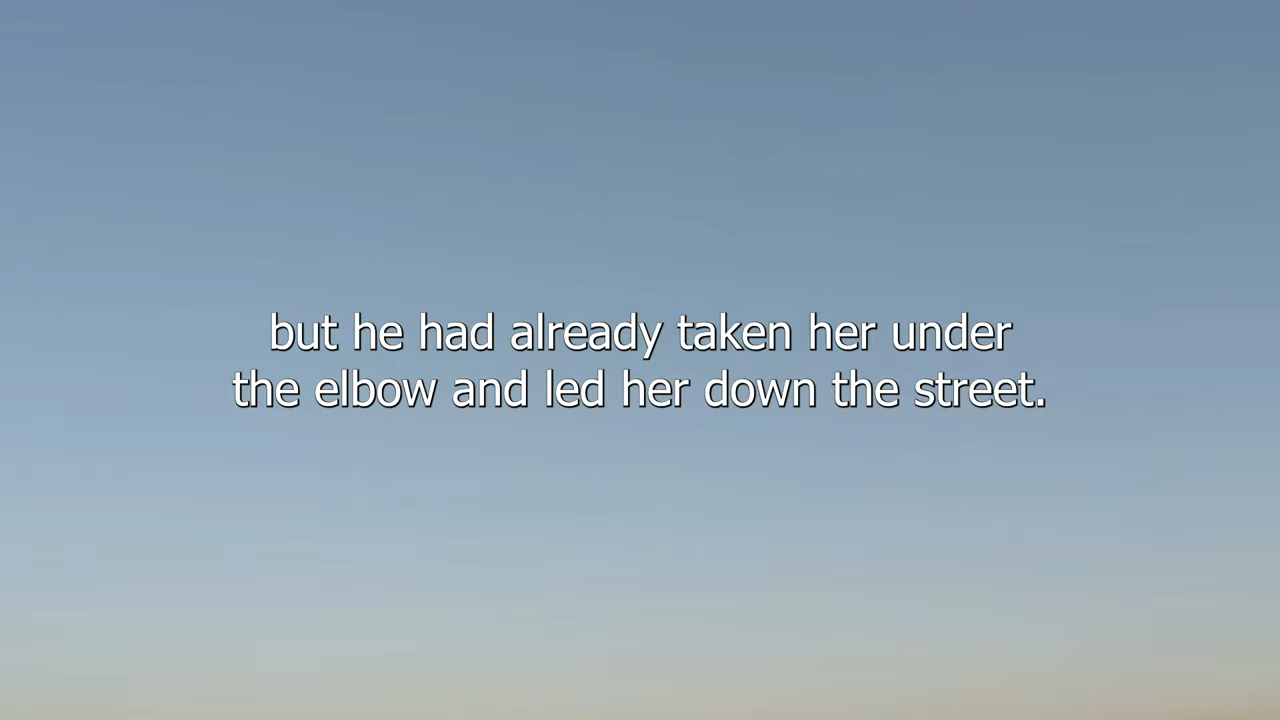 but he had already taken her under
the elbow and led her down the street.